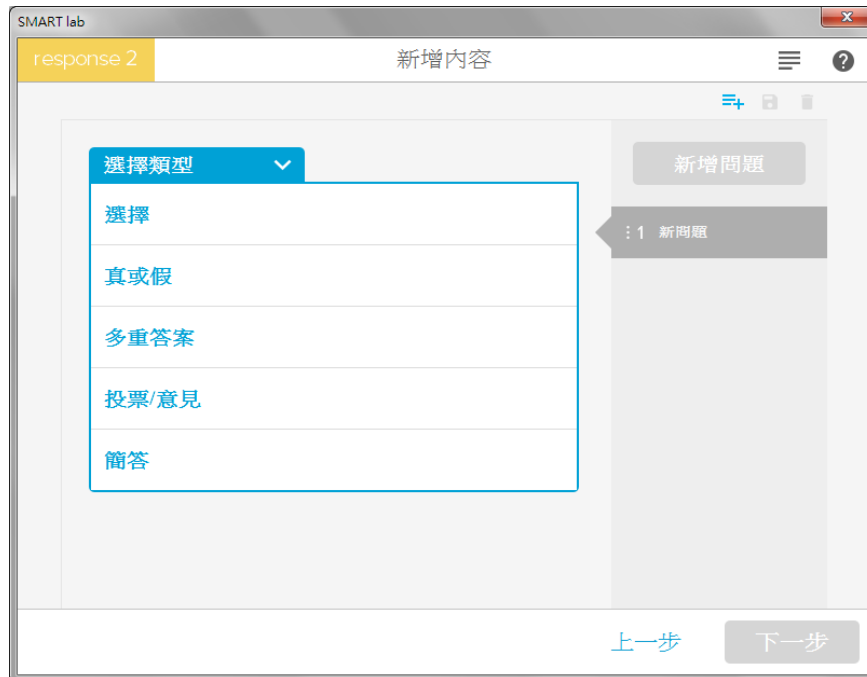 SMART lab
response 2
新增內容
選擇類型
新增問題
選擇
1 新問題
真或假
多重答案
投票/意見
簡答
上一步
下一步